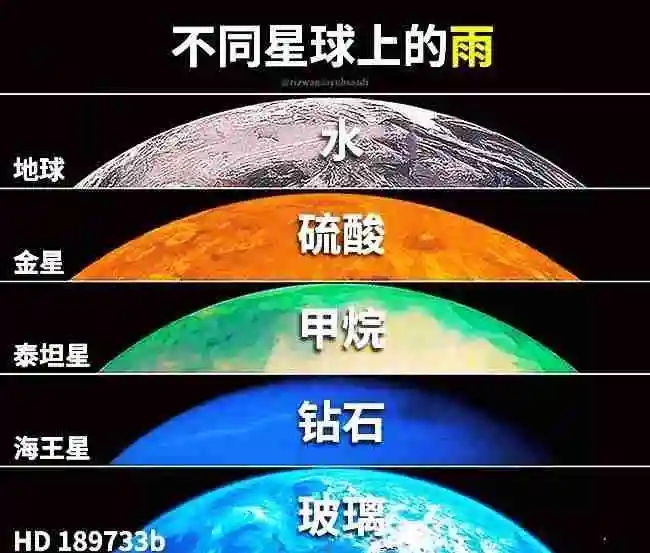 不同星球上的雨
水
地球
硫酸
金星
甲烷
泰坦星
钻石
海王星
玻璃
HD 189733b